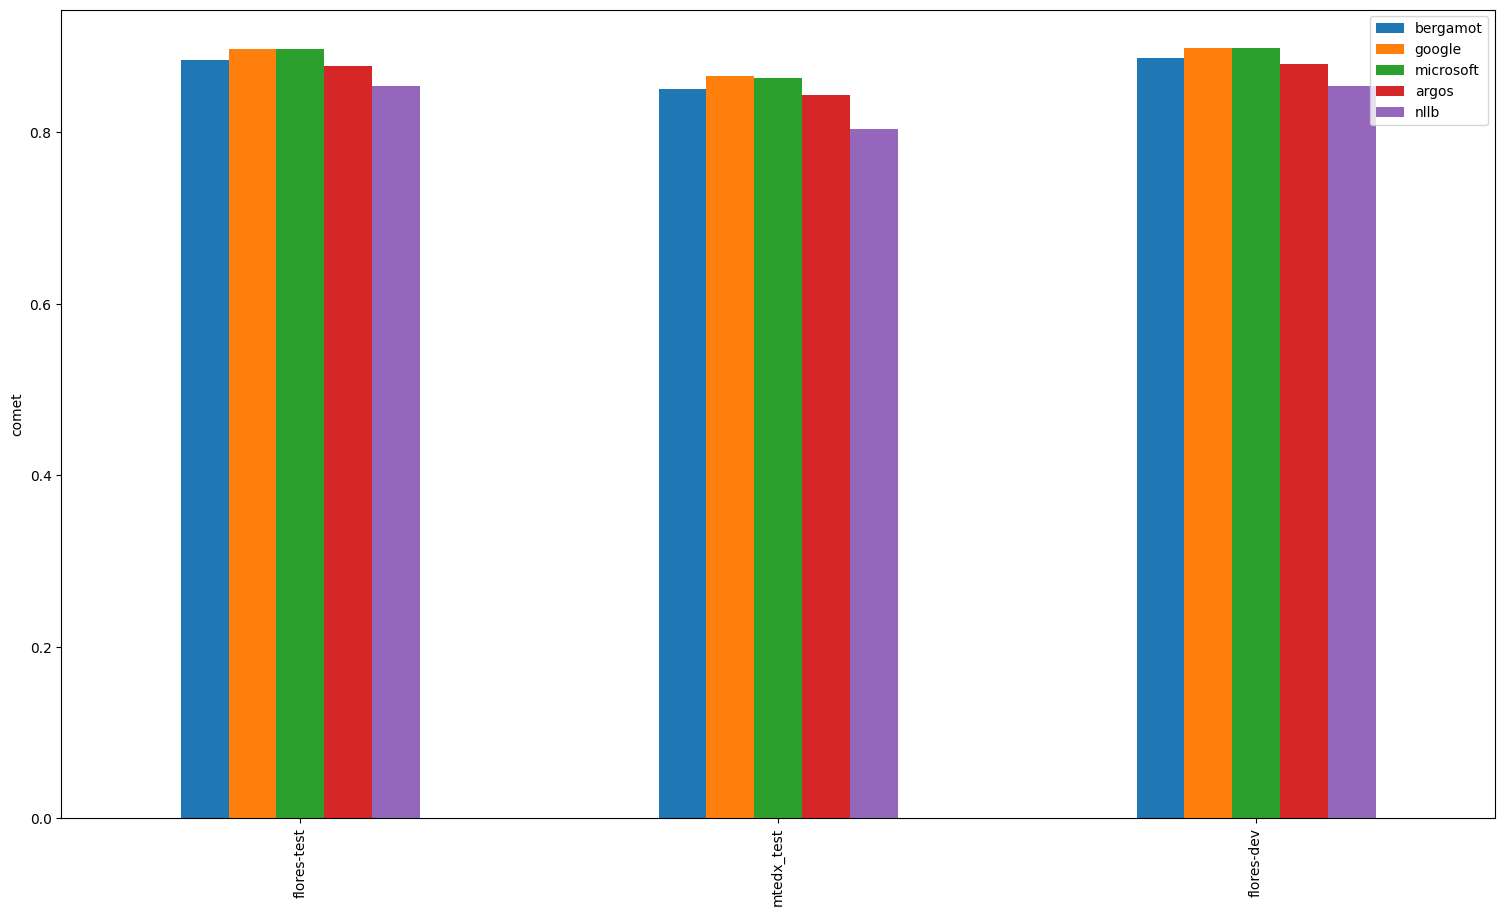 bergamot
google
microsoft
argos
nllb
comet
0.8
0.6
0.4
0.2
0.0
flores-test
mtedx_test
flores-dev